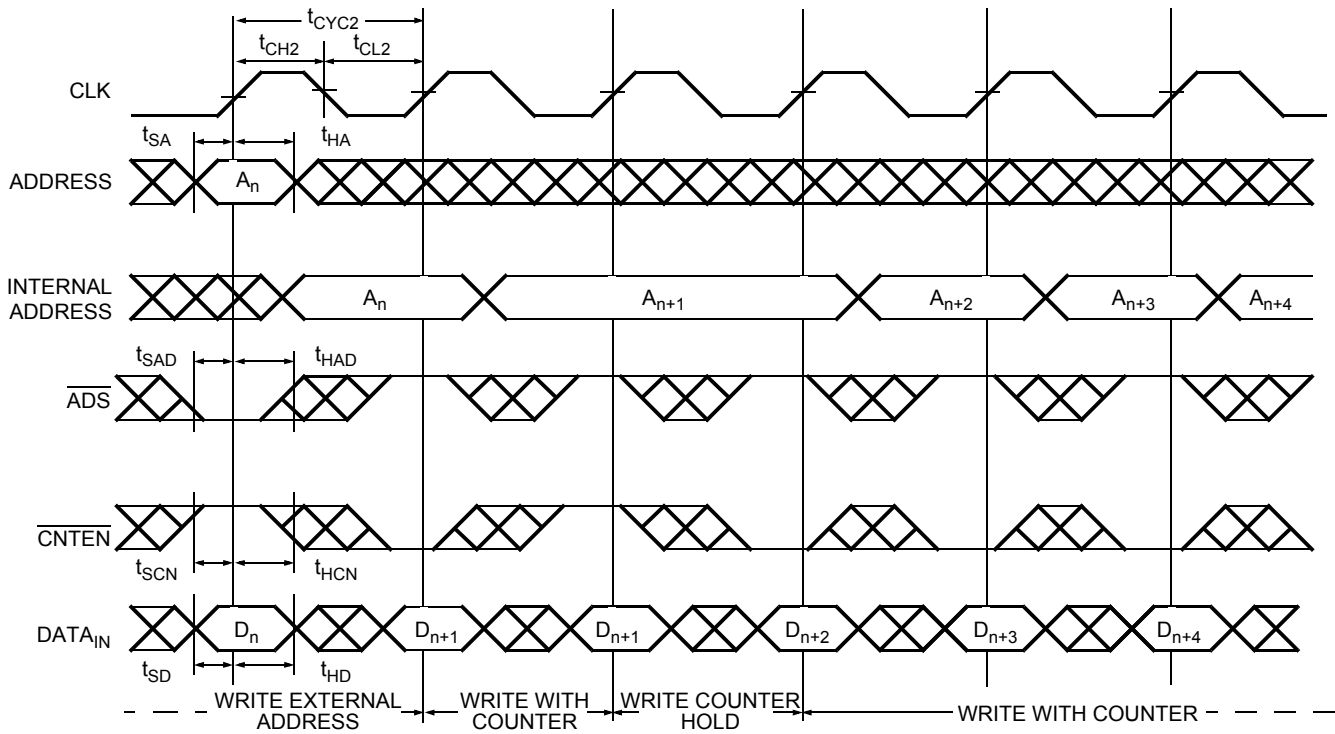 tCYC2
tCH2 tCL2
CLK
tSA tHA
ADDRESS An
INTERNAL
ADDRESS
An An+1 An+2 An+3 An+4
tSAD tHAD
ADS
CNTEN
tSCN tHCN
DATAIN Dn Dn+1 Dn+1 Dn+2 Dn+3 Dn+4
tSD tHD
WRITE EXTERNAL
ADDRESS
WRITE WITH
COUNTER
WRITE COUNTER
HOLD
WRITE WITH COUNTER